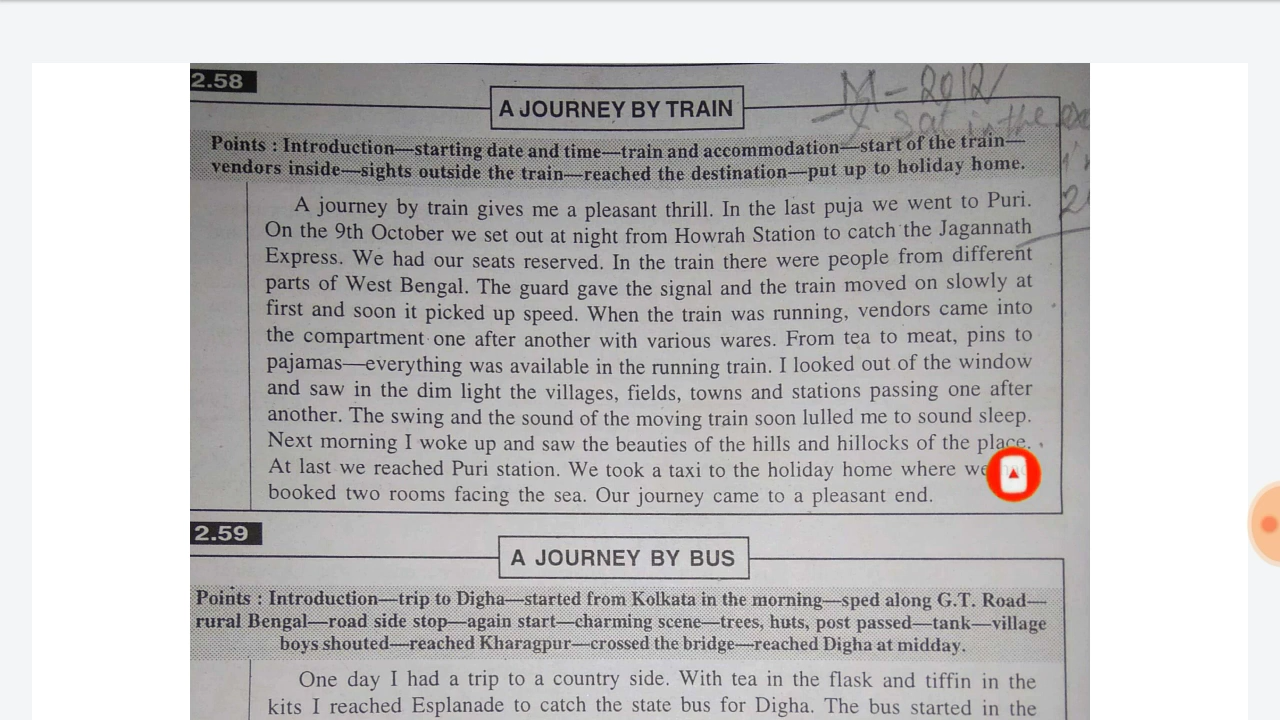 2.58
M - 2012/
A JOURNEY BY TRAIN
I sat in the
Points : Introduction—starting date and time—train and accommodation—start of the train—
vendors inside—sights outside the train—reached the destination—put up to holiday home.
A journey by train gives me a pleasant thrill. In the last puja we went to Puri.
On the 9th October we set out at night from Howrah Station to catch the Jagannath
Express. We had our seats reserved. In the train there were people from different
parts of West Bengal. The guard gave the signal and the train moved on slowly at
first and soon it picked up speed. When the train was running, vendors came into
the compartment one after another with various wares. From tea to meat, pins to
pajamas—everything was available in the running train. I looked out of the window
and saw in the dim light the villages, fields, towns and stations passing one after
another. The swing and the sound of the moving train soon lulled me to sound sleep.
Next morning I woke up and saw the beauties of the hills and hillocks of the place.
At last we reached Puri station. We took a taxi to the holiday home where we
booked two rooms facing the sea. Our journey came to a pleasant end.
2.59
A JOURNEY BY BUS
Points : Introduction—trip to Digha—started from Kolkata in the morning—sped along G.T. Road—
rural Bengal—road side stop—again start—charming scene—trees, huts, post passed—tank—village
boys shouted—reached Kharagpur—crossed the bridge—reached Digha at midday.
One day I had a trip to a country side. With tea in the flask and tiffin in the
kits I reached Esplanade to catch the state bus for Digha. The bus started in the